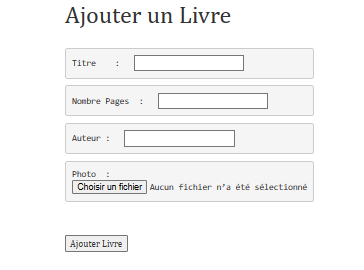 Ajouter un Livre
Titre :
Nombre Pages :
Auteur :
Photo :
Choisir un fichier Aucun fichier n'a été sélectionné
Ajouter Livre